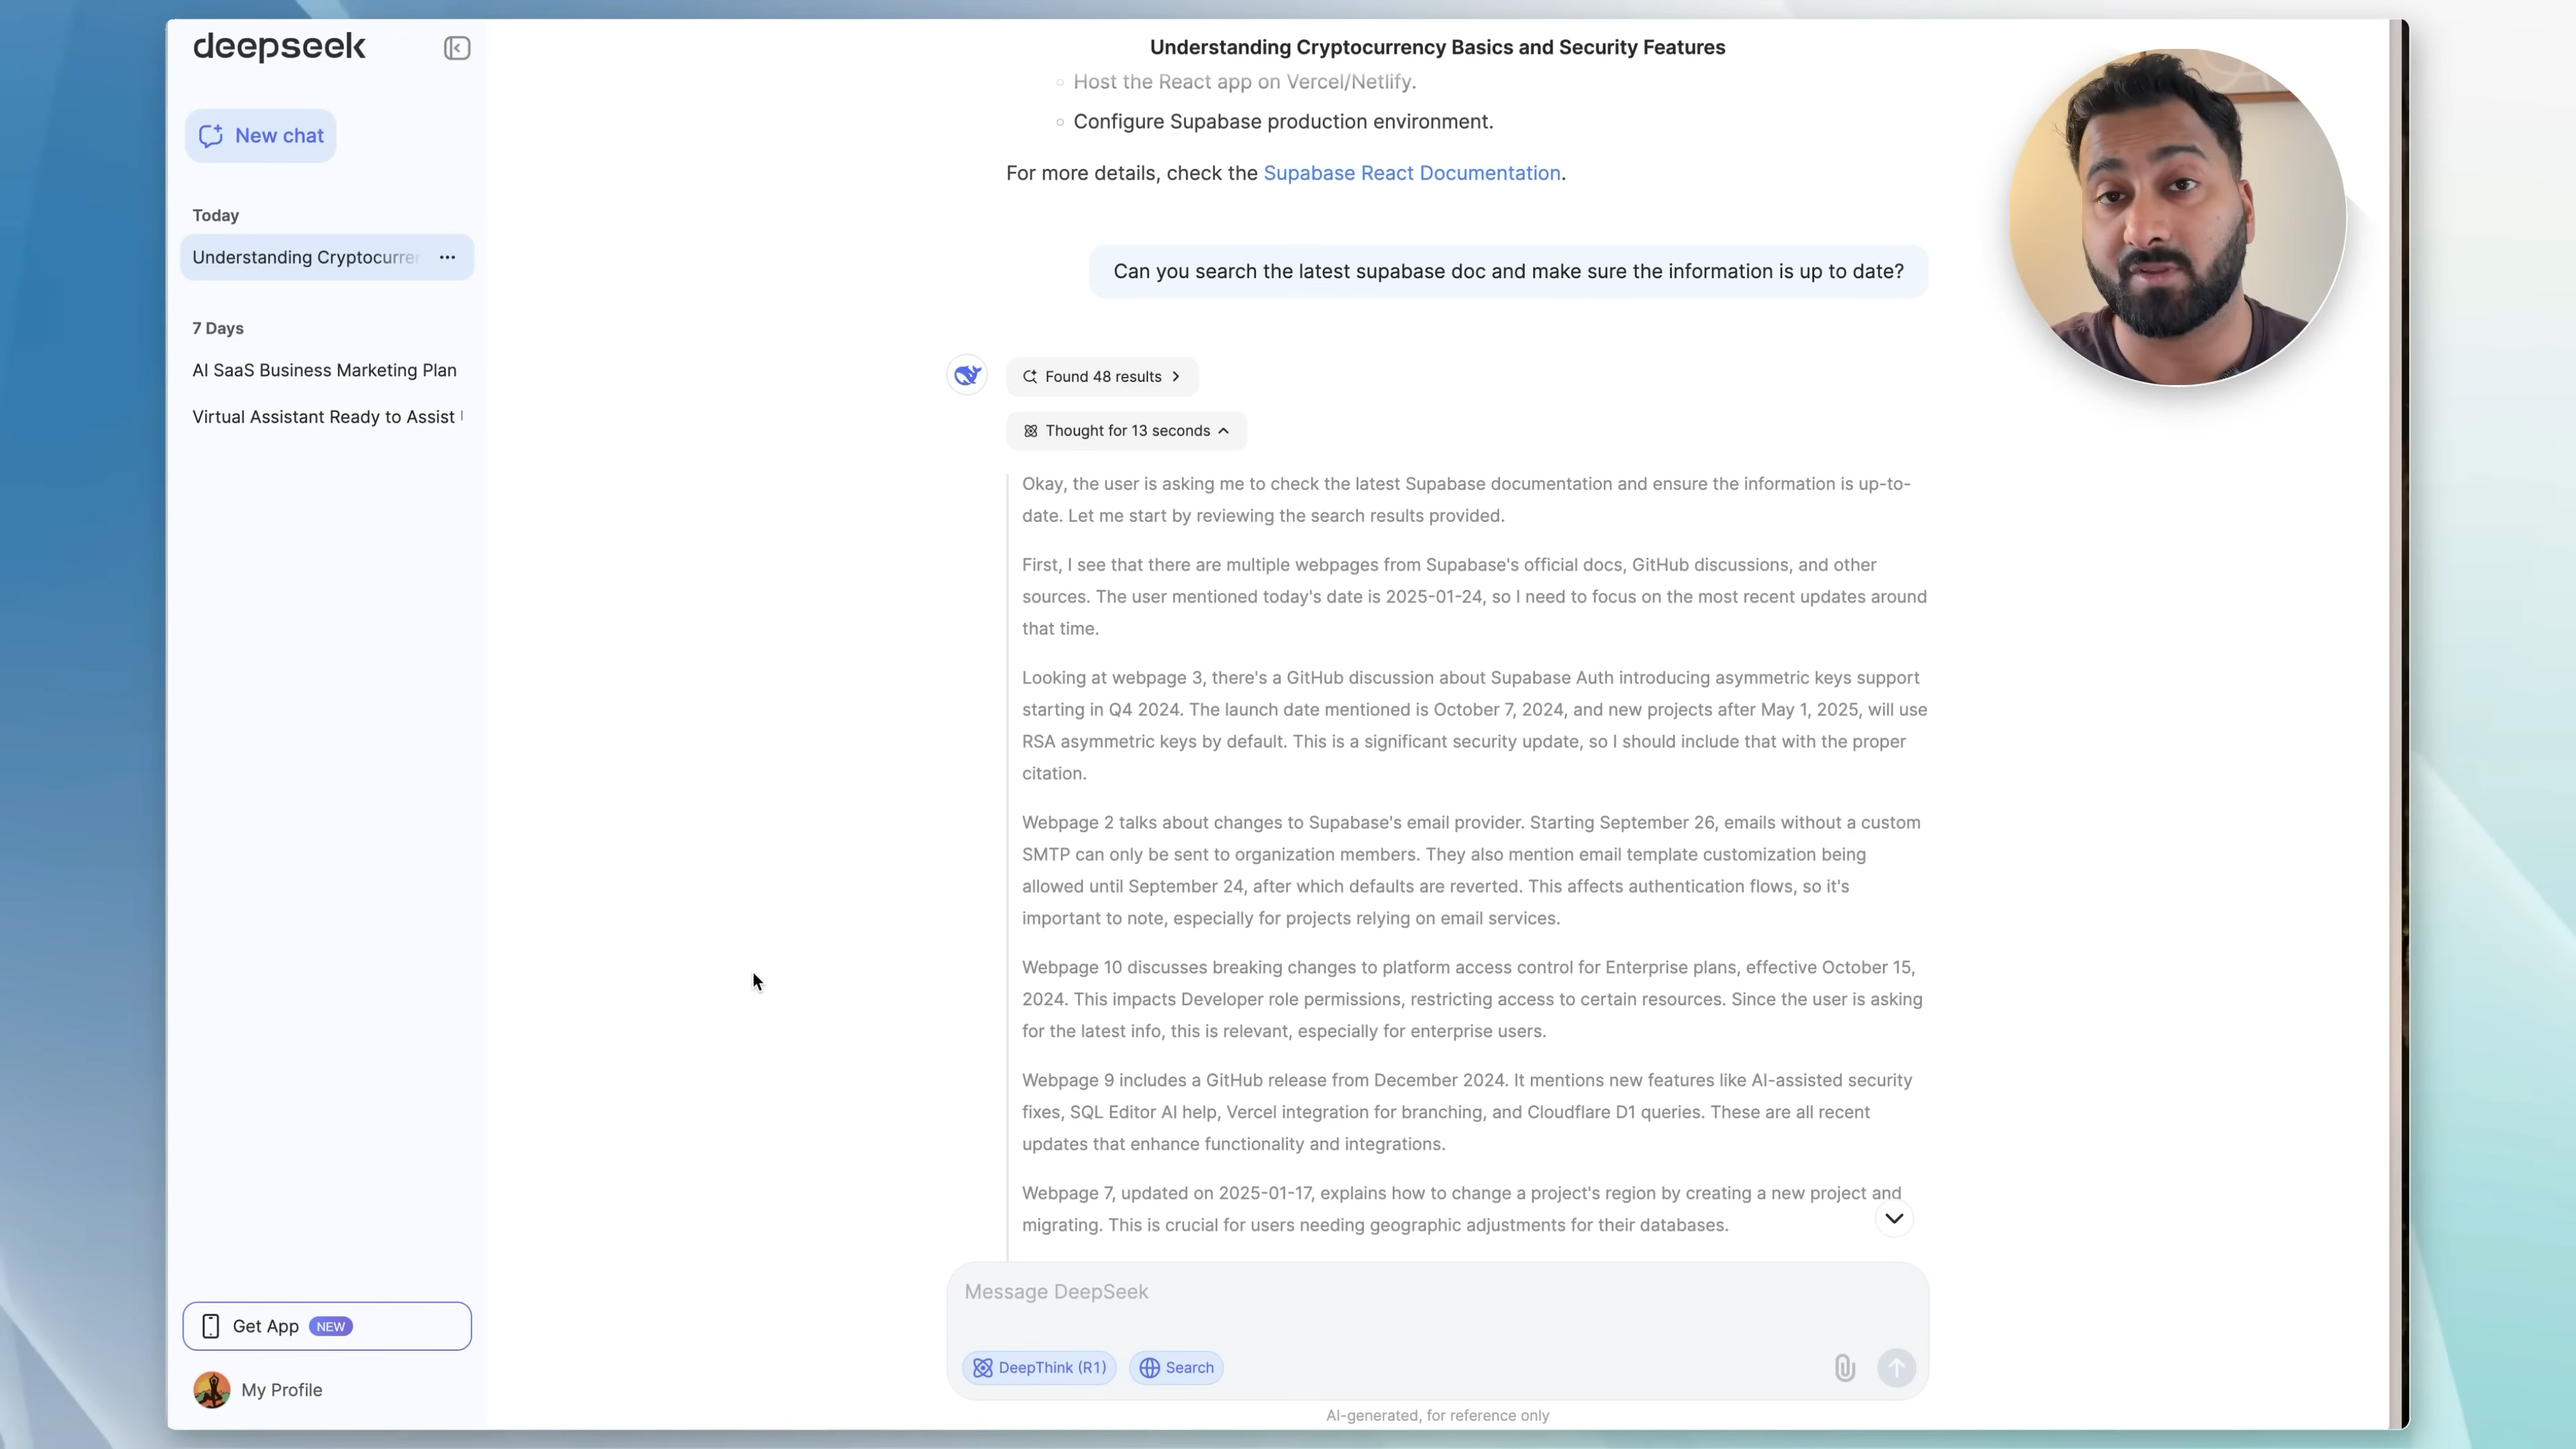 deepseek
New chat
Today
Understanding Cryptocurre
7 Days
AI SaaS Business Marketing Plan
Virtual Assistant Ready to Assist
Get App NEW
My Profile
Understanding Cryptocurrency Basics and Security Features
Host the React app on Vercel/Netlify.
Configure Supabase production environment.
For more details, check the Supabase React Documentation.
Can you search the latest supabase doc and make sure the information is up to date?
Found 48 results
Thought for 13 seconds
Okay, the user is asking me to check the latest Supabase documentation and ensure the information is up-to-
date. Let me start by reviewing the search results provided.
First, I see that there are multiple webpages from Supabase's official docs, GitHub discussions, and other
sources. The user mentioned today's date is 2025-01-24, so I need to focus on the most recent updates around
that time.
Looking at webpage 3, there's a GitHub discussion about Supabase Auth introducing asymmetric keys support
starting in Q4 2024. The launch date mentioned is October 7, 2024, and new projects after May 1, 2025, will use
RSA asymmetric keys by default. This is a significant security update, so I should include that with the proper
citation.
Webpage 2 talks about changes to Supabase's email provider. Starting September 26, emails without a custom
SMTP can only be sent to organization members. They also mention email template customization being
allowed until September 24, after which defaults are reverted. This affects authentication flows, so it's
important to note, especially for projects relying on email services.
Webpage 10 discusses breaking changes to platform access control for Enterprise plans, effective October 15,
2024. This impacts Developer role permissions, restricting access to certain resources. Since the user is asking
for the latest info, this is relevant, especially for enterprise users.
Webpage 9 includes a GitHub release from December 2024. It mentions new features like AI-assisted security
fixes, SQL Editor AI help, Vercel integration for branching, and Cloudflare D1 queries. These are all recent
updates that enhance functionality and integrations.
Webpage 7, updated on 2025-01-17, explains how to change a project's region by creating a new project and
migrating. This is crucial for users needing geographic adjustments for their databases.
Message DeepSeek
DeepThink (R1)
Search
AI-generated, for reference only